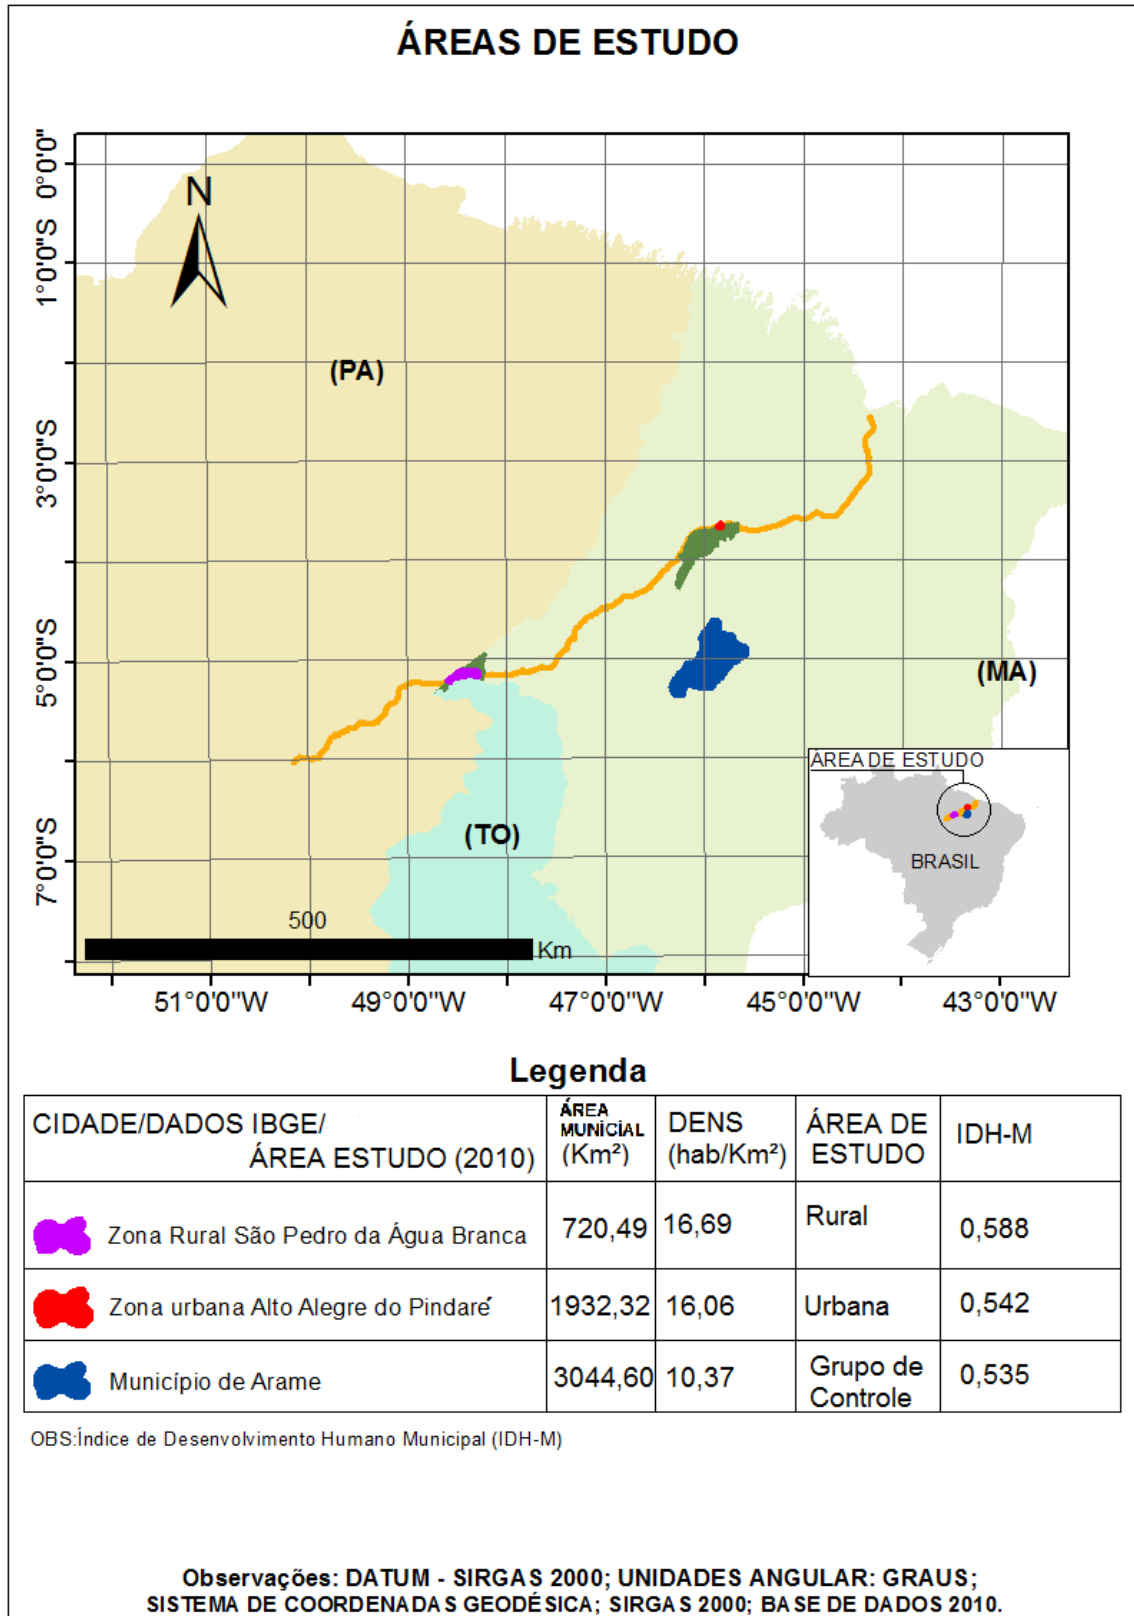 ÁREAS DE ESTUDO
0°0'0"
1°0'0"S
3°0'0"S
5°0'0"S
7°0'0"S
N
(PA)
(MA)
(TO)
ÁREA DE ESTUDO
BRASIL
500
Km
51°0'0"W
49°0'0"W
47°0'0"W
45°0'0"W
43°0'0"W
Legenda
CIDADE/DADOS IBGE/
ÁREA ESTUDO (2010)
ÁREA
MUNICIAL
(Km²)
DENS
(hab/Km²)
ÁREA DE
ESTUDO
IDH-M
Zona Rural São Pedro da Água Branca 720,49 16,69 Rural 0,588
Zona urbana Alto Alegre do Pindaré 1932,32 16,06 Urbana 0,542
Município de Arame 3044,60 10,37 Grupo de Controle 0,535
OBS:Índice de Desenvolvimento Humano Municipal (IDH-M)
Observações: DATUM - SIRGAS 2000; UNIDADES ANGULAR: GRAUS;
SISTEMA DE COORDENADAS GEODÉSICA; SIRGAS 2000; BASE DE DADOS 2010.